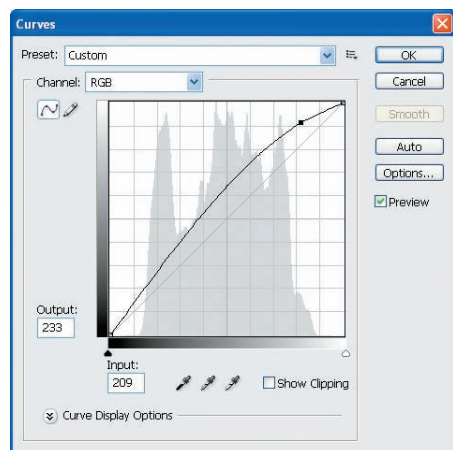 Curves
Preset: Custom
OK
Channel: RGB
Cancel
Smooth
Auto
Options...
Preview
Output:
233
Input:
209
Show Clipping
Curve Display Options